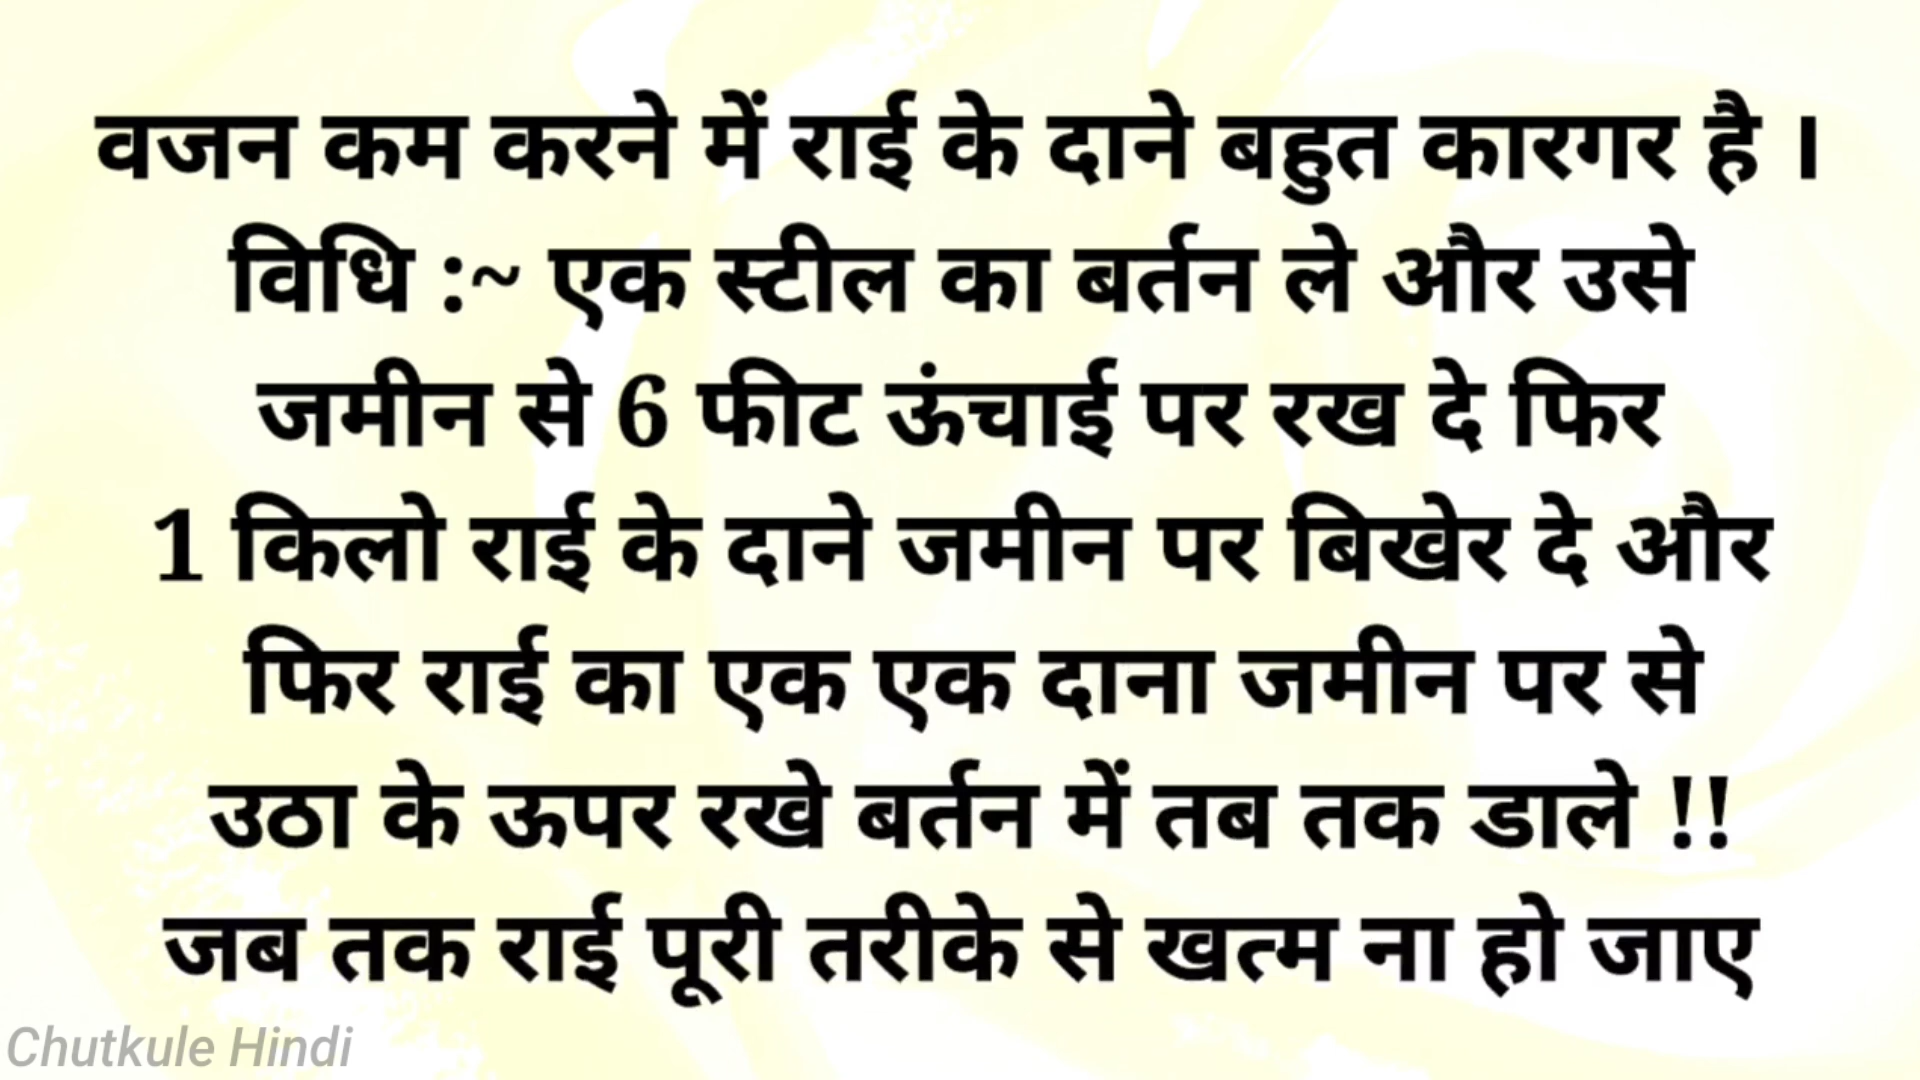 वजन कम करने में राई के दाने बहुत कारगर है ।
विधि :~ एक स्टील का बर्तन ले और उसे
जमीन से 6 फीट ऊंचाई पर रख दे फिर
1 किलो राई के दाने जमीन पर बिखेर दे और
फिर राई का एक एक दाना जमीन पर से
उठा के ऊपर रखे बर्तन में तब तक डाले !!
जब तक राई पूरी तरीके से खत्म ना हो जाए
Chutkule Hindi